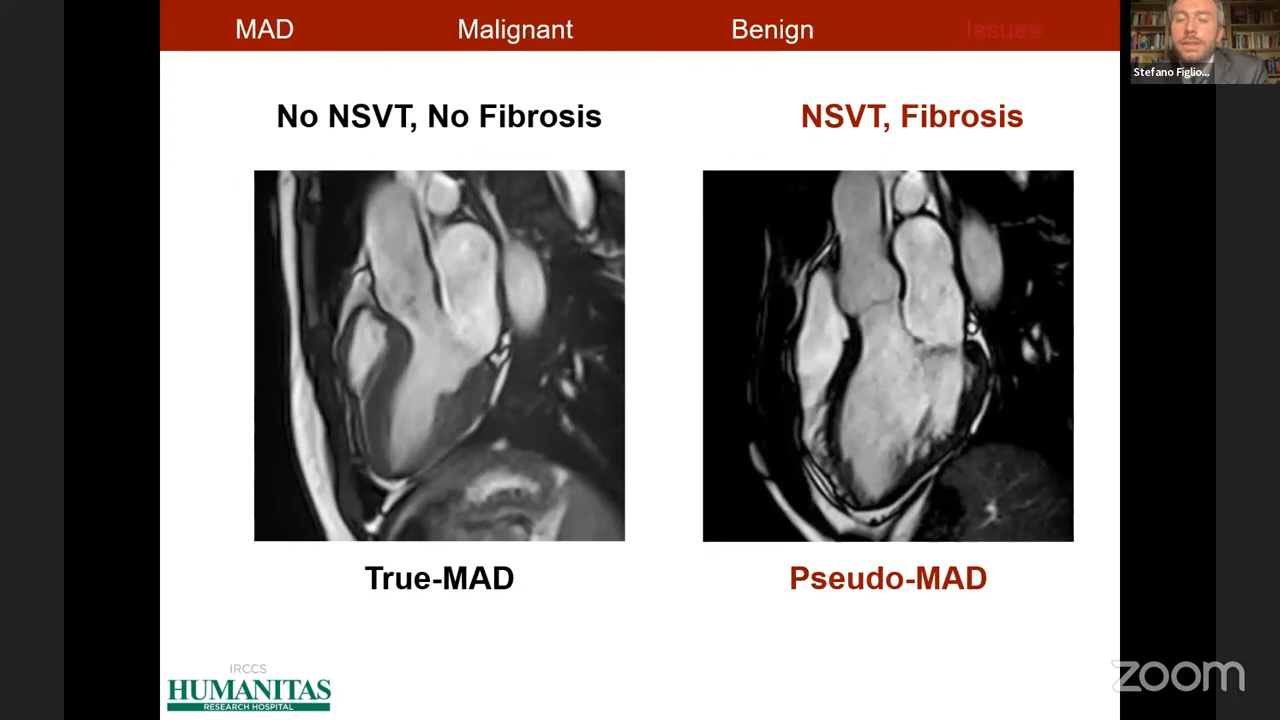 MAD
Malignant
Benign
Issues
Stefano Figlio...
No NSVT, No Fibrosis
NSVT, Fibrosis
True-MAD
Pseudo-MAD
IRCCS
HUMANITAS
RESEARCH HOSPITAL
zoom